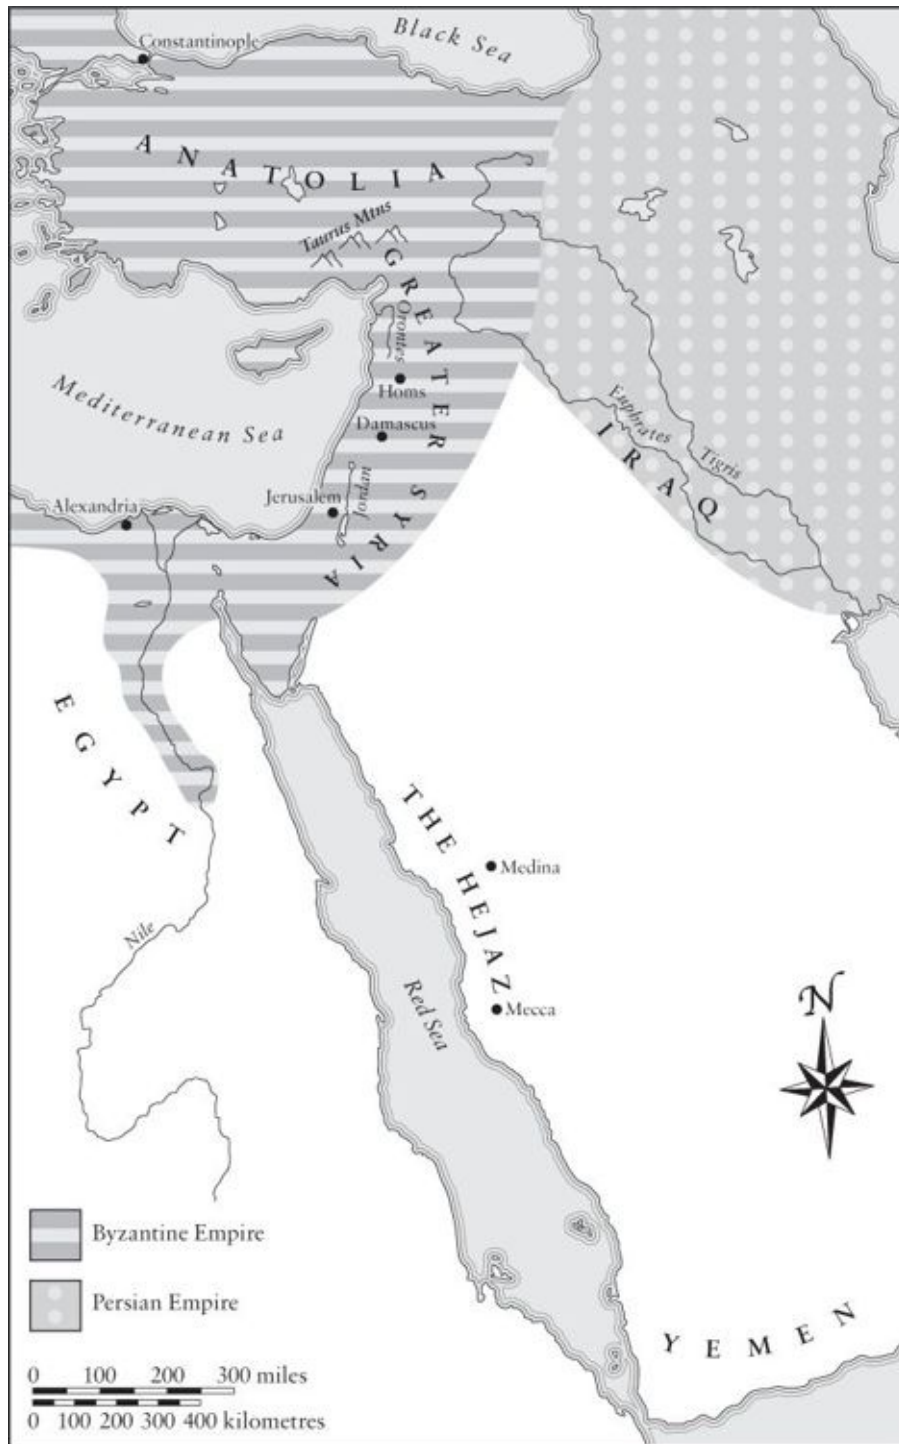 Black Sea
Constantinople
ANATOLIA
Taurus Mtns
GREATER SYRIA
Orontes
Homs
Mediterranean Sea
Damascus
Euphrates
Tigris
IRAQ
Jerusalem
Jordan
Alexandria
EGYPT
THE HEJAZ
Medina
Nile
Red Sea
Mecca
N
Byzantine Empire
Persian Empire
YEMEN
0 100 200 300 miles
0 100 200 300 400 kilometres